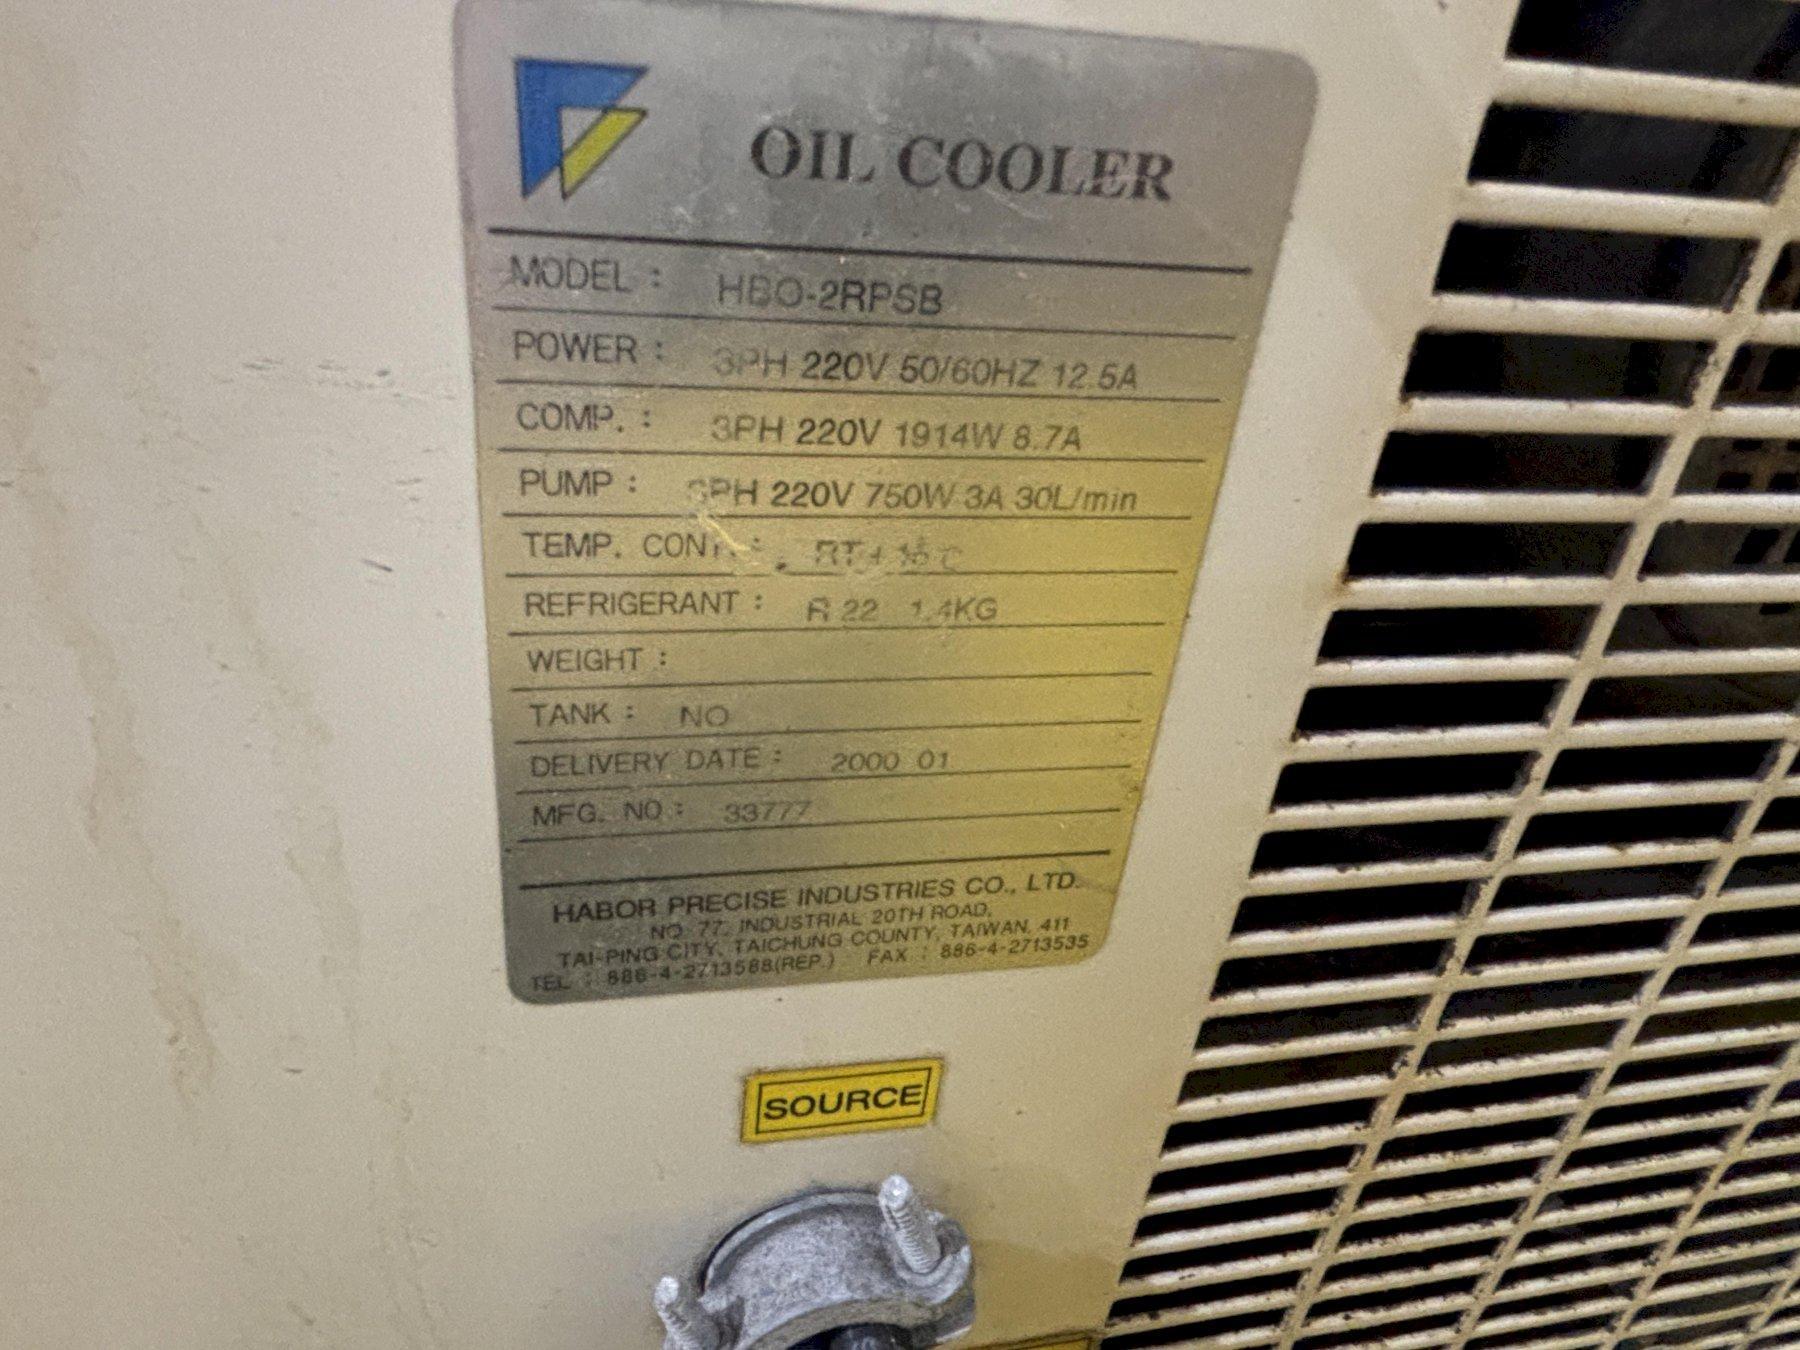 OIL COOLER
MODEL : HBO-2RPSB
POWER : 3PH 220V 50/60HZ 12.5A
COMP. : 3PH 220V 1914W 8.7A
PUMP : 3PH 220V 750W 3A 30L/min
TEMP. CONT. : RT
REFRIGERANT : R 22 1.4KG
WEIGHT :
TANK : NO
DELIVERY DATE : 2000 01
MFG. NO : 33777
HABOR PRECISE INDUSTRIES CO., LTD.
NO. 77, INDUSTRIAL 20TH ROAD,
TAI-PING CITY, TAICHUNG COUNTY, TAIWAN, 411
TEL : 886-4-2713588(REP.) FAX : 886-4-2713535
SOURCE